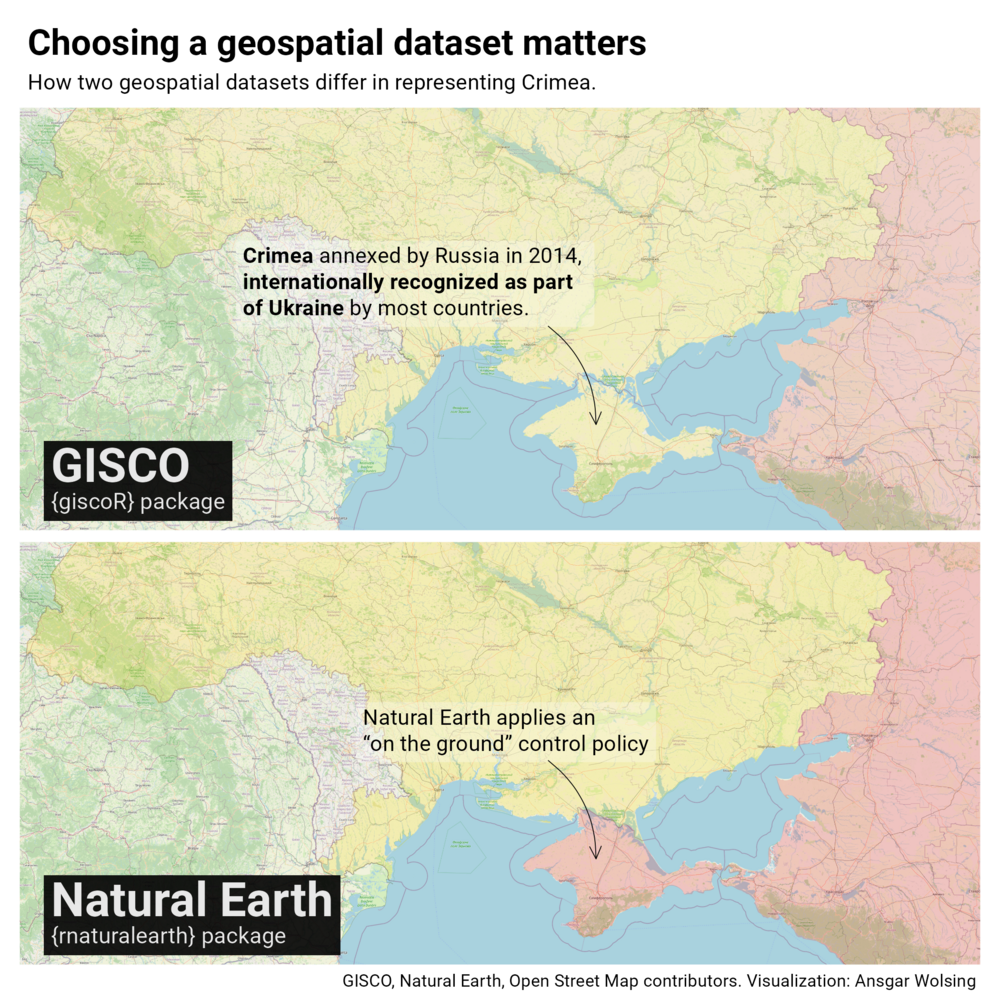 Choosing a geospatial dataset matters
How two geospatial datasets differ in representing Crimea.
Crimea annexed by Russia in 2014,
internationally recognized as part
of Ukraine by most countries.
GISCO
{giscoR} package
Natural Earth applies an
“on the ground” control policy
Natural Earth
{rnaturalearth} package
GISCO, Natural Earth, Open Street Map contributors. Visualization: Ansgar Wolsing